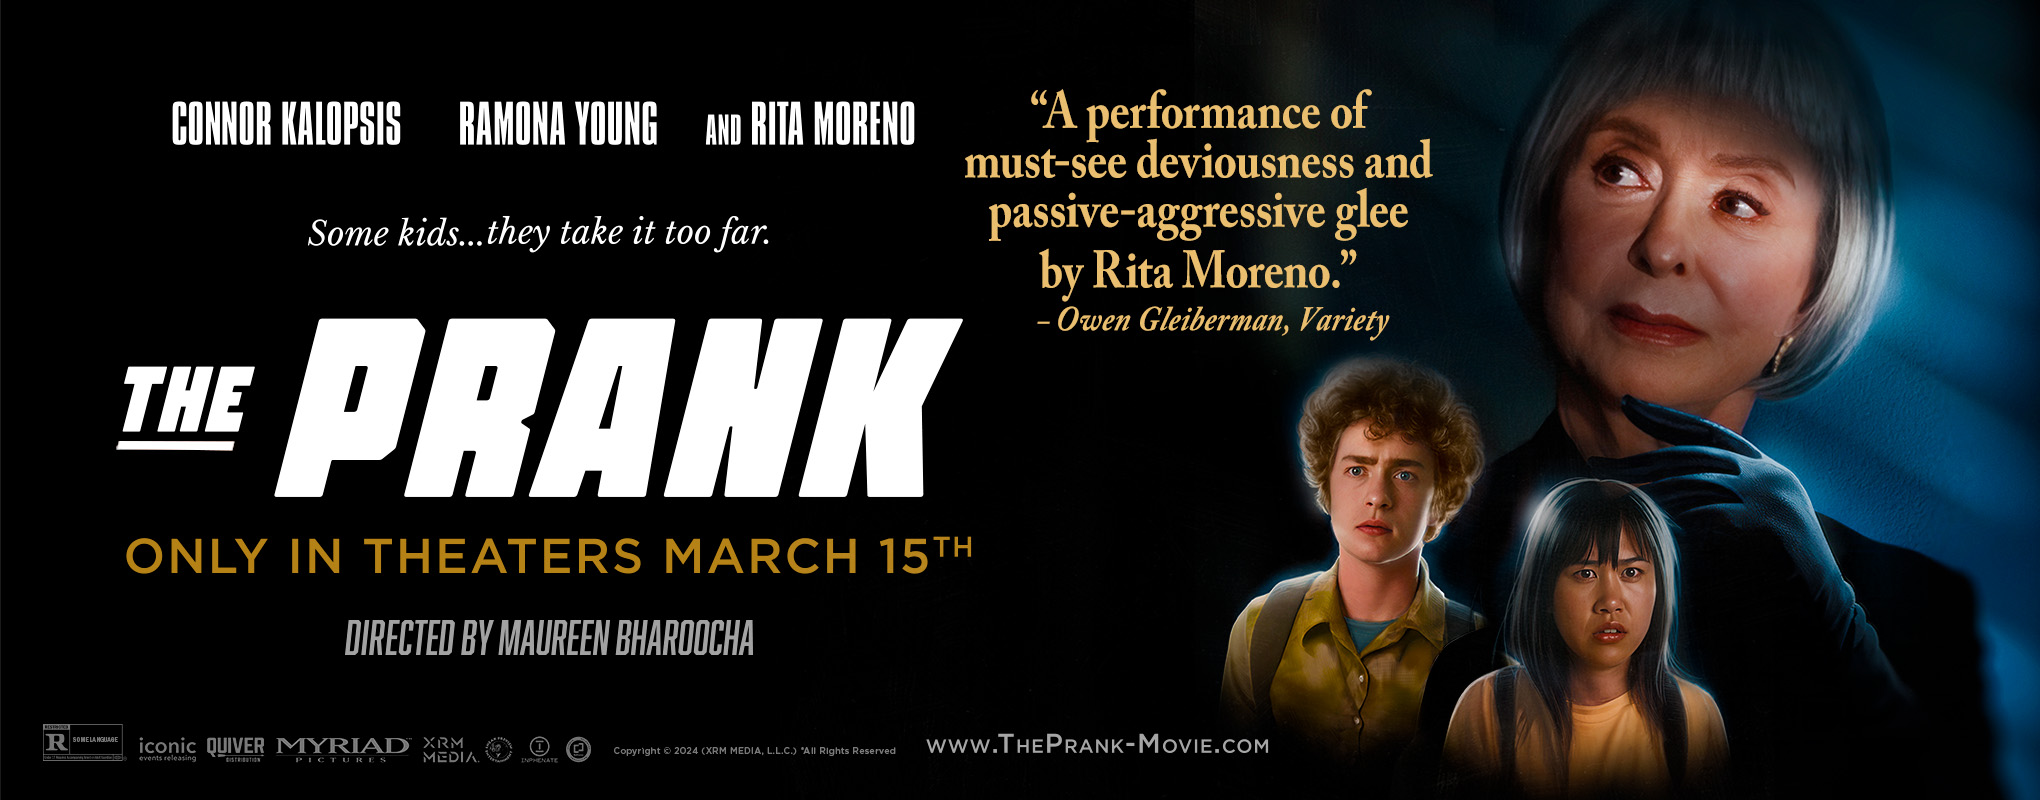 CONNOR KALOPSIS RAMONA YOUNG AND RITA MORENO
Some kids...they take it too far.
THE PRANK
ONLY IN THEATERS MARCH 15TH
DIRECTED BY MAUREEN BHAROOCHA
“A performance of
must-see deviousness and
passive-aggressive glee
by Rita Moreno.”
– Owen Gleiberman, Variety
R SOME LANGUAGE
iconic
events releasing
QUIVER
DISTRIBUTION
MYRIAD
PICTURES
XRM
MEDIA.
INPHENATE
Copyright © 2024 (XRM MEDIA, L.L.C.) *All Rights Reserved
WWW.THEPRANK-MOVIE.COM